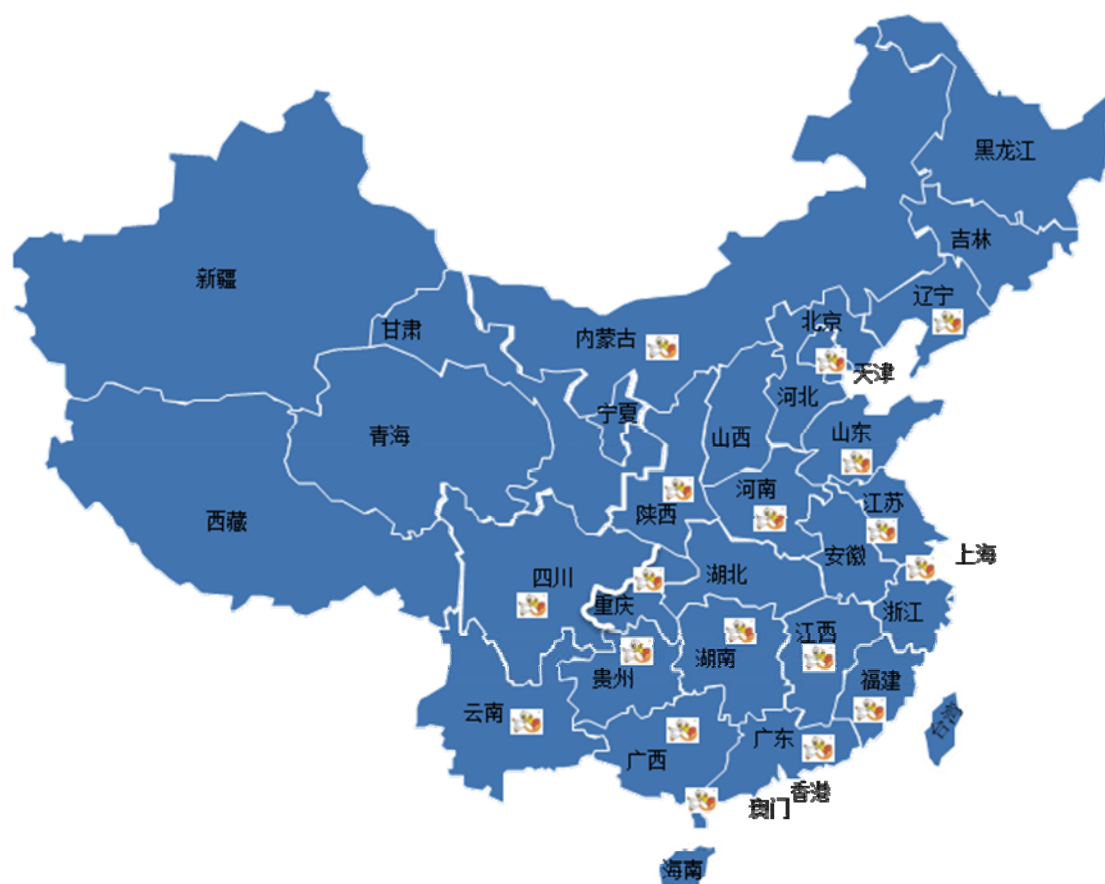 黑龙江
吉林
新疆
辽宁
北京
甘肃
内蒙古
天津
河北
宁夏
青海
山西
山东
河南
江苏
西藏
陕西
安徽
上海
四川
湖北
重庆
浙江
江西
湖南
贵州
福建
云南
台湾
广东
广西
香港
澳门
海南